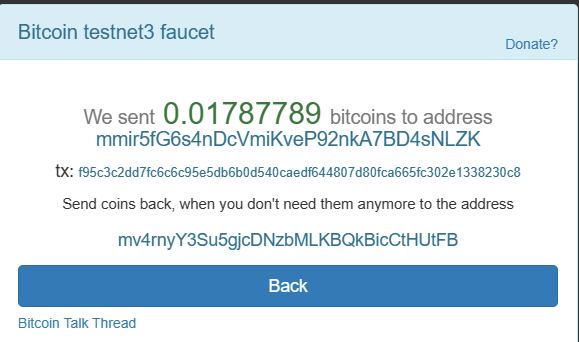 Bitcoin testnet3 faucet
Donate?
We sent 0.01787789 bitcoins to address
mmir5fG6s4nDcVmiKveP92nkA7BD4sNLZK
tx: f95c3c2dd7fc6c6c95e5db6b0d540caedf644807d80fca665fc302e1338230c8
Send coins back, when you don't need them anymore to the address
mv4rnyY3Su5gjcDNzbMLKBQkBicCtHUtFB
Back
Bitcoin Talk Thread